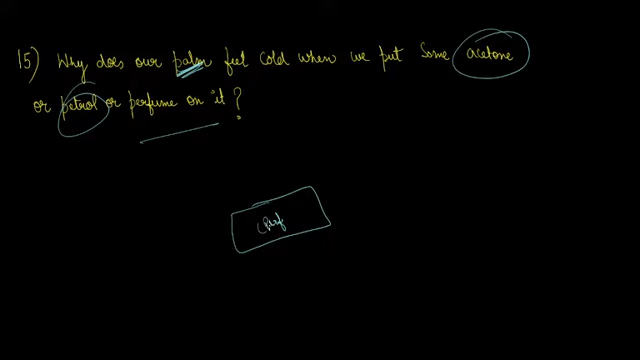 15) Why does our palm feel cold when we put some acetone
or petrol or perfume on it?